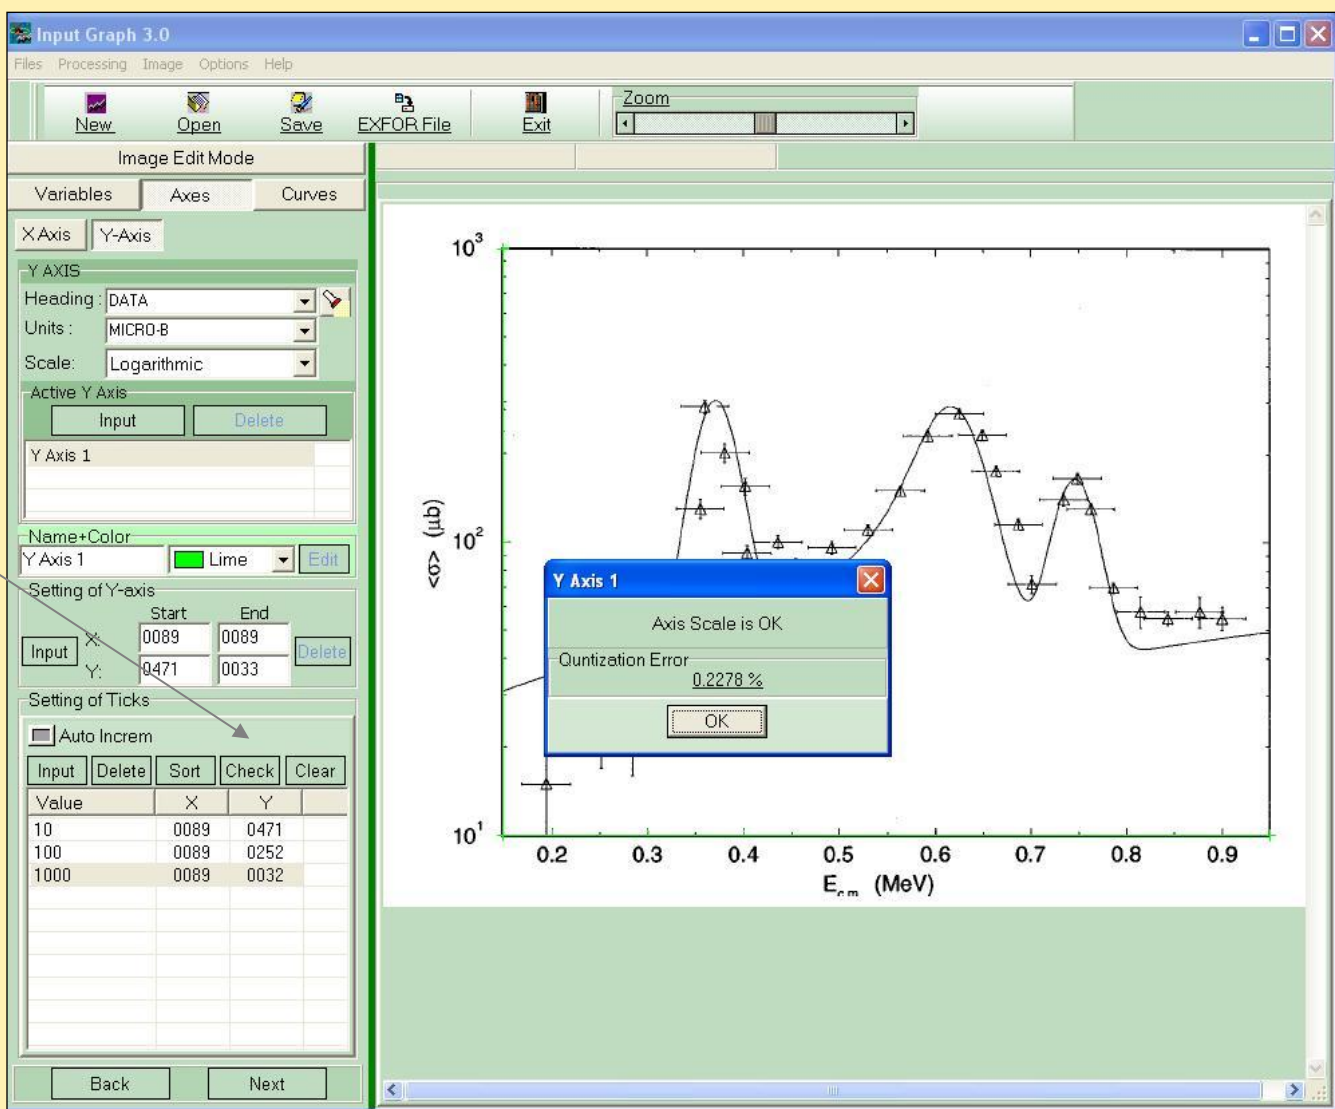 Input Graph 3.0
Files Processing Image Options Help
New Open Save EXFOR File Exit Zoom
Image Edit Mode
Variables Axes Curves
X Axis Y-Axis
Y AXIS
Heading : DATA
Units : MICRO-B
Scale: Logarithmic
Active Y Axis
Input Delete
Y Axis 1
Name+Color
Y Axis 1 Lime Edit
Setting of Y-axis
Start End
Input X: 0089 0089 Delete
Y: 0471 0033
Setting of Ticks
Auto Increm
Input Delete Sort Check Clear
Value X Y
10 0089 0471
100 0089 0252
1000 0089 0032
Back Next
10³
10²
10¹
<σ> (μb)
0.2 0.3 0.4 0.5 0.6 0.7 0.8 0.9
E_c.m. (MeV)
Y Axis 1
Axis Scale is OK
Quntization Error
0.2278 %
OK